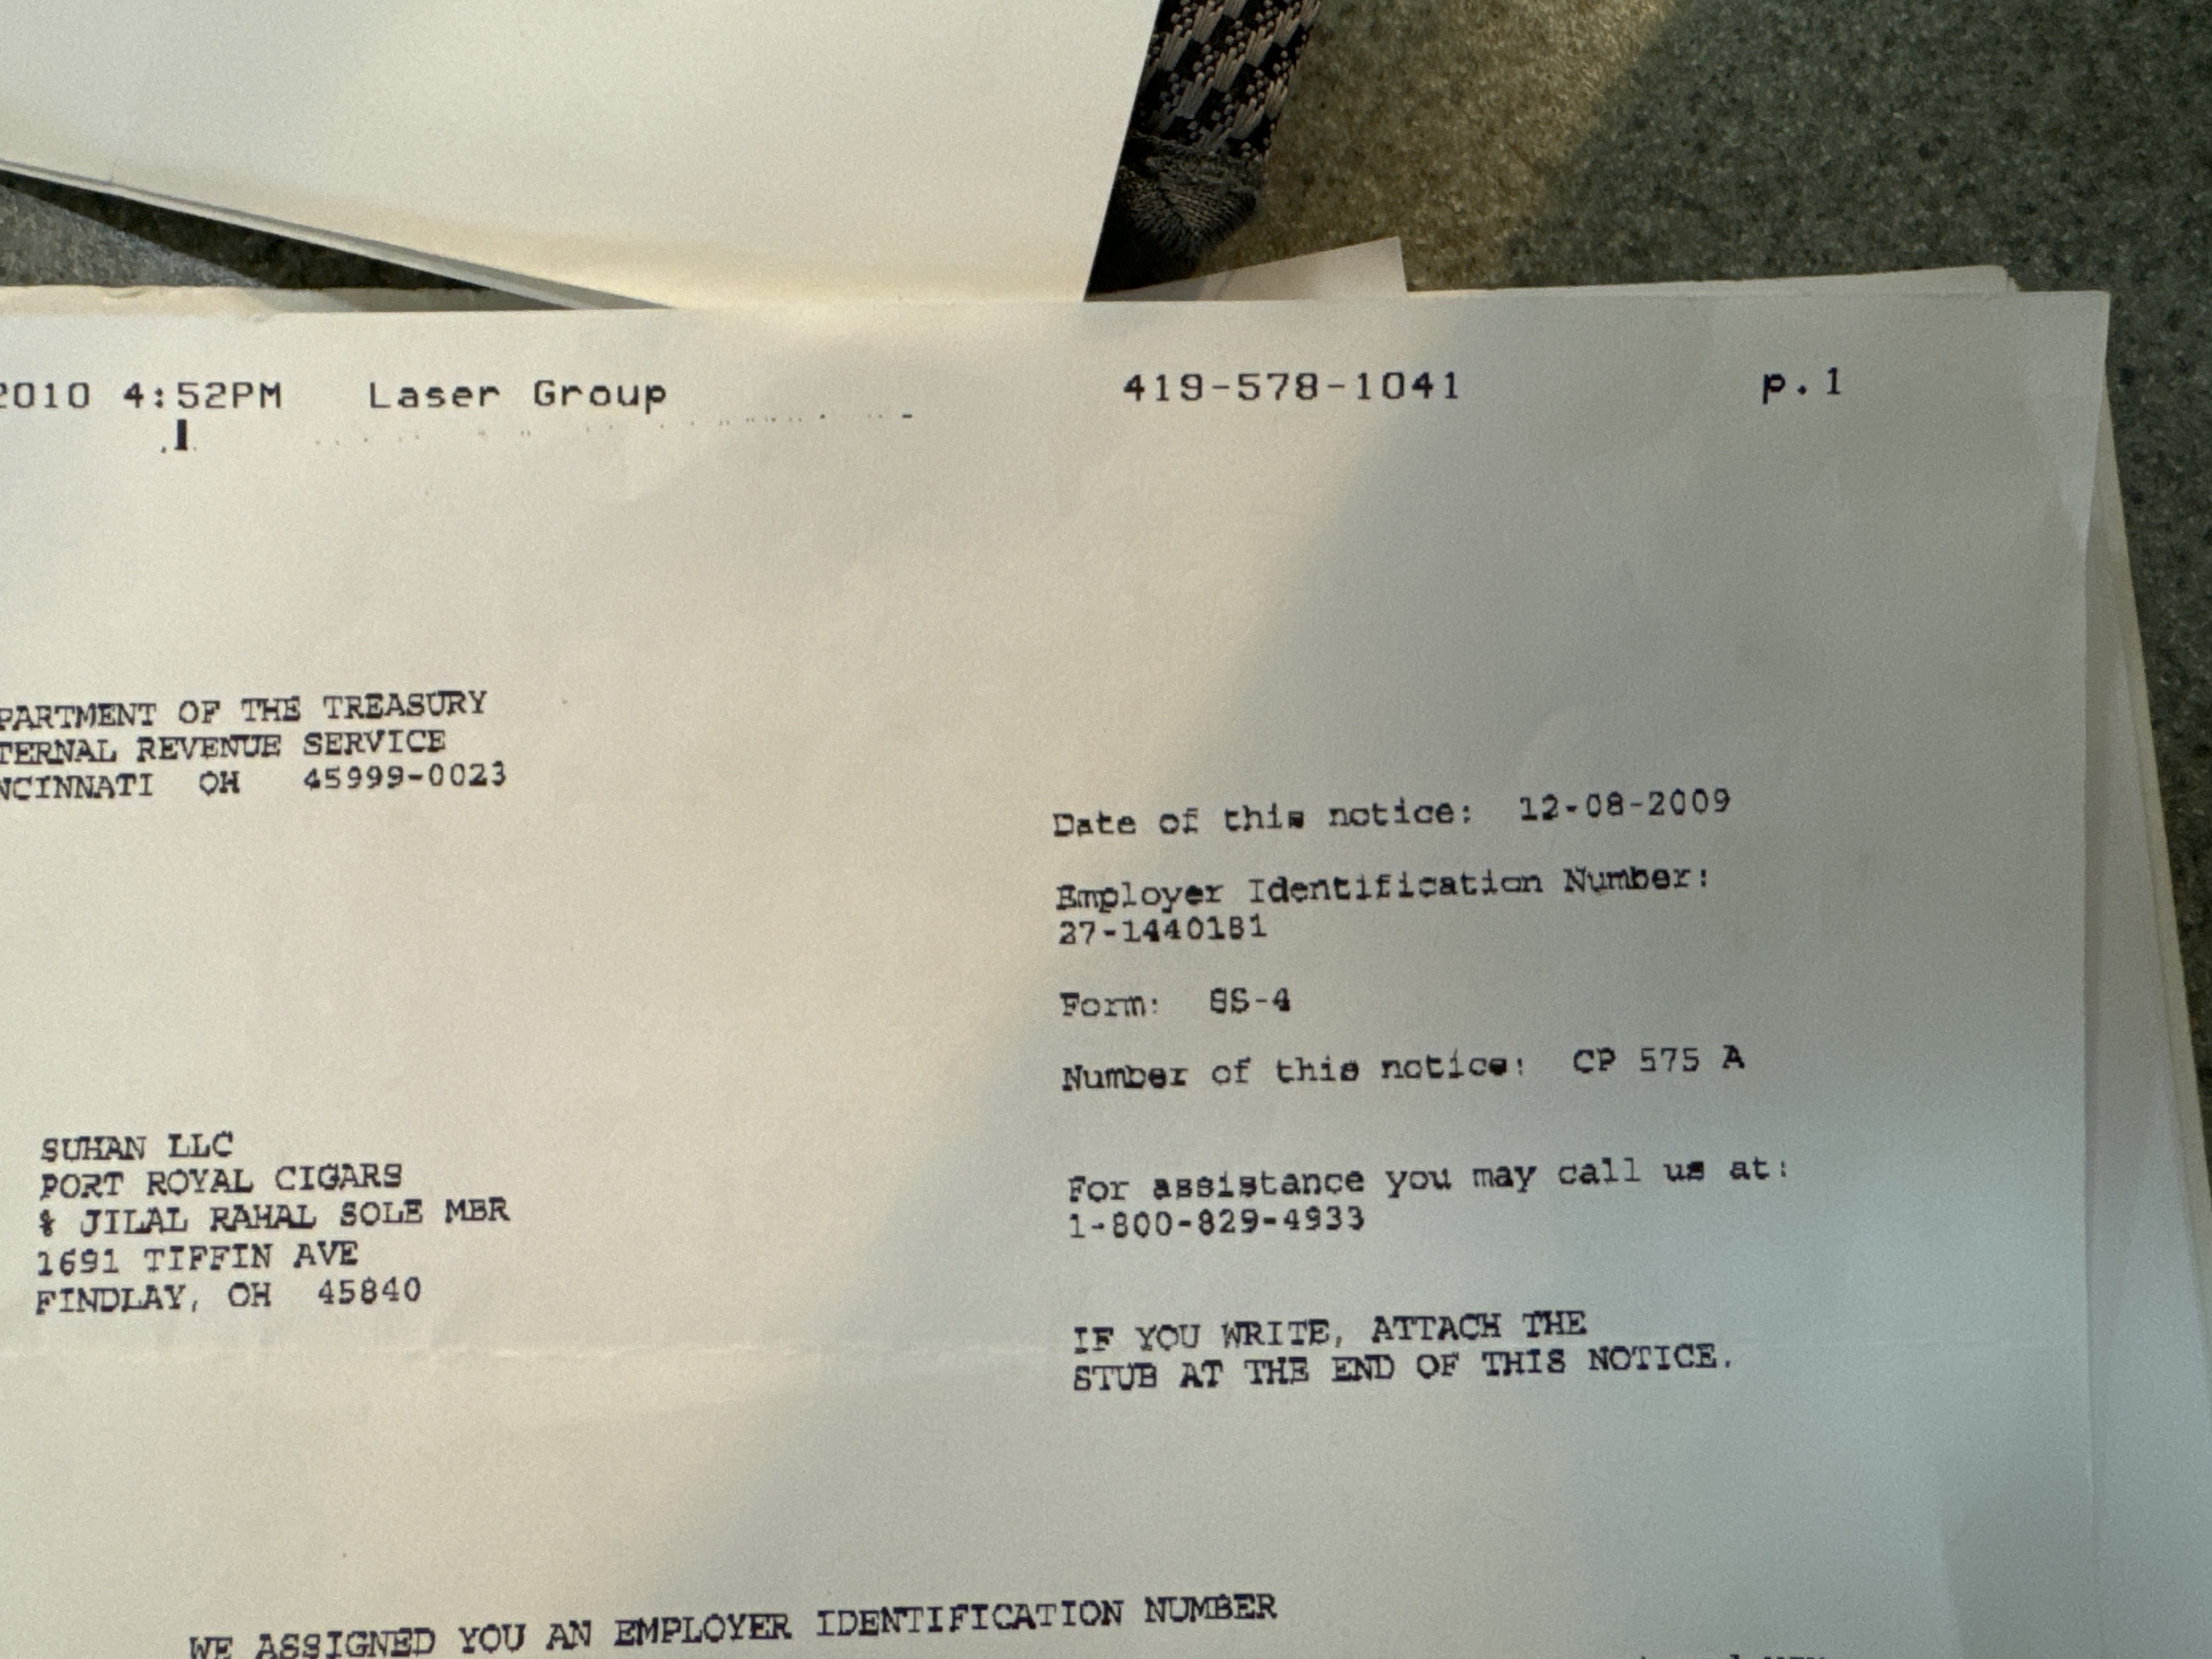 2010 4:52PM Laser Group 419-578-1041 p.1
PARTMENT OF THE TREASURY
TERNAL REVENUE SERVICE
NCINNATI OH 45999-0023
Date of this notice: 12-08-2009
Employer Identification Number:
27-1440181
Form: SS-4
Number of this notice: CP 575 A
SUHAN LLC
PORT ROYAL CIGARS
% JILAL RAHAL SOLE MBR
1691 TIFFIN AVE
FINDLAY, OH 45840
For assistance you may call us at:
1-800-829-4933
IF YOU WRITE, ATTACH THE
STUB AT THE END OF THIS NOTICE.
WE ASSIGNED YOU AN EMPLOYER IDENTIFICATION NUMBER